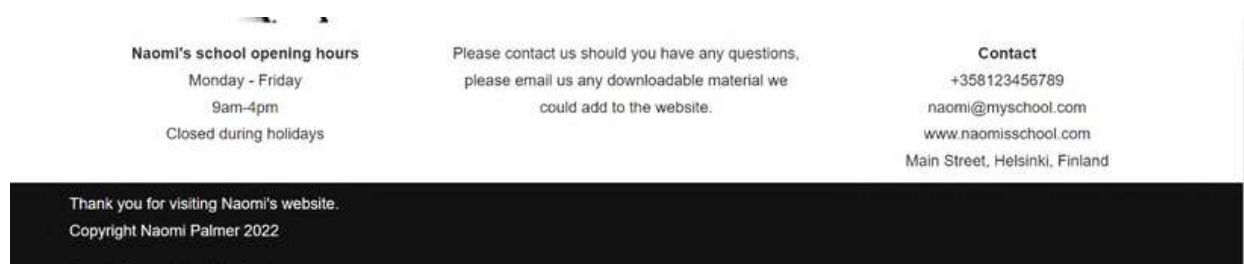 Naomi's school opening hours
Monday - Friday
9am-4pm
Closed during holidays
Please contact us should you have any questions,
please email us any downloadable material we
could add to the website.
Contact
+358123456789
naomi@myschool.com
www.naomisschool.com
Main Street, Helsinki, Finland
Thank you for visiting Naomi's website.
Copyright Naomi Palmer 2022